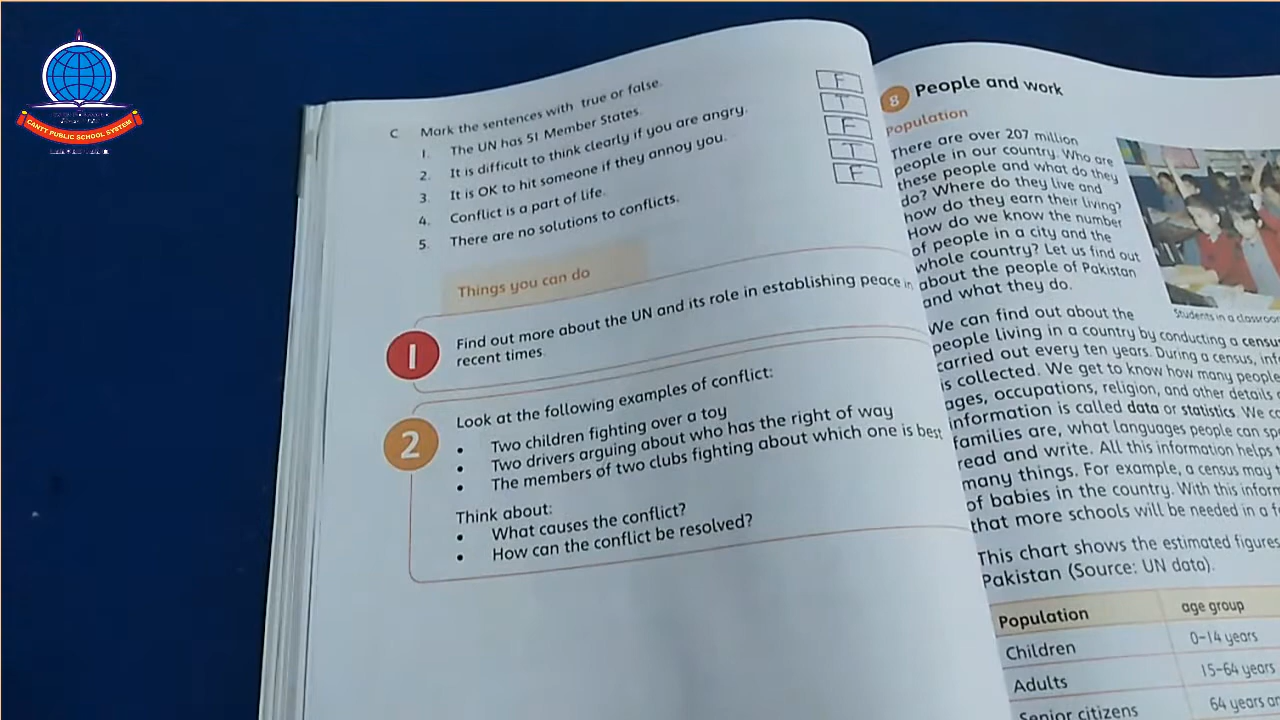 CANTT PUBLIC SCHOOL SYSTEM
C Mark the sentences with true or false.
1. The UN has 51 Member States. F
2. It is difficult to think clearly if you are angry. T
3. It is OK to hit someone if they annoy you. F
4. Conflict is a part of life. T
5. There are no solutions to conflicts. F
Things you can do
1 Find out more about the UN and its role in establishing peace in
recent times.
2 Look at the following examples of conflict:
• Two children fighting over a toy
• Two drivers arguing about who has the right of way
• The members of two clubs fighting about which one is best
Think about:
• What causes the conflict?
• How can the conflict be resolved?
8 People and work
Population
There are over 207 million
people in our country. Who are
these people and what do they
do? Where do they live and
how do they earn their living?
How do we know the number
of people in a city and the
whole country? Let us find out
about the people of Pakistan
and what they do.
Students in a classroom
We can find out about the
people living in a country by conducting a census
carried out every ten years. During a census, inf
is collected. We get to know how many people
ages, occupations, religion, and other details
information is called data or statistics. We c
families are, what languages people can sp
read and write. All this information helps
many things. For example, a census may
of babies in the country. With this inform
that more schools will be needed in a f
This chart shows the estimated figures
Pakistan (Source: UN data).
Population age group
Children 0–14 years
Adults 15–64 years
Senior citizens 64 years an